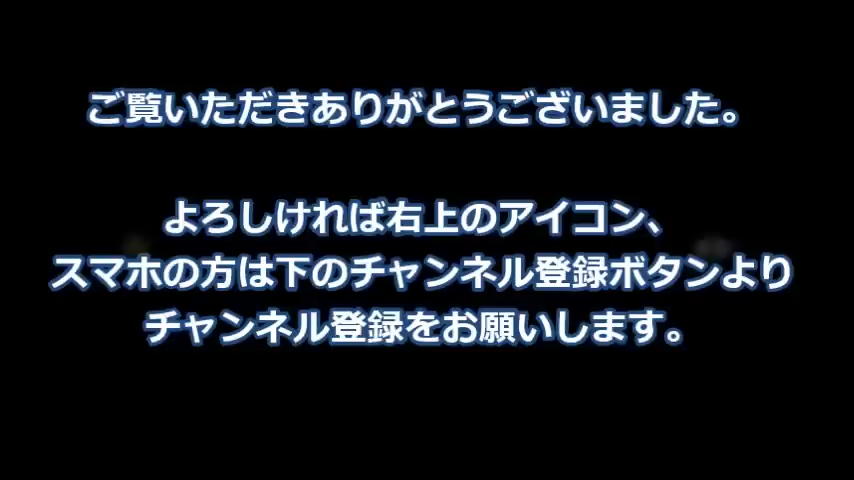 ご覧いただきありがとうございました。
よろしければ右上のアイコン、
スマホの方は下のチャンネル登録ボタンより
チャンネル登録をお願いします。